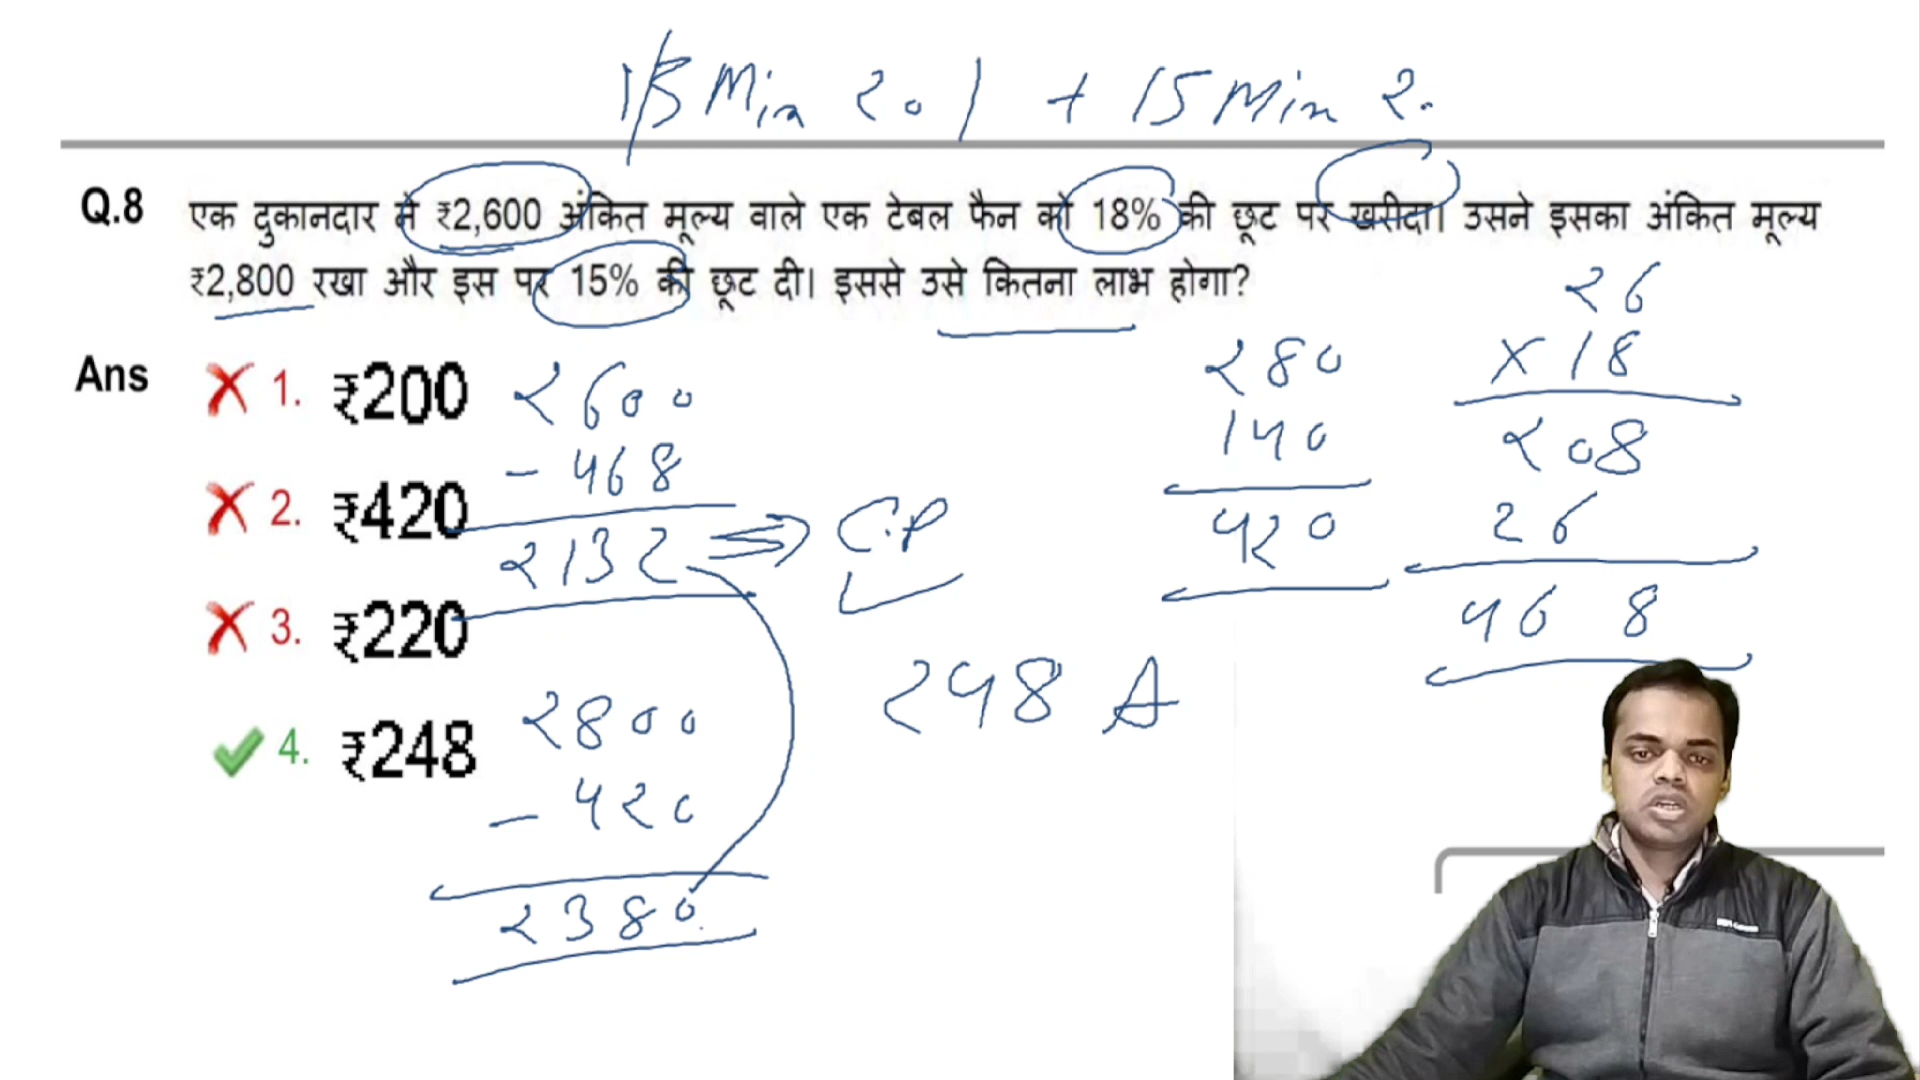 15 Min 20 / + 15 Min 20
Q.8 एक दुकानदार ने ₹2,600 अंकित मूल्य वाले एक टेबल फैन को 18% की छूट पर खरीदा। उसने इसका अंकित मूल्य
₹2,800 रखा और इस पर 15% की छूट दी। इससे उसे कितना लाभ होगा?
Ans
1. ₹200
2. ₹420
3. ₹220
4. ₹248
2600
- 468
2132 ⇒ C.P
2800
- 420
2380
248 A
280
140
420
26
X 18
208
26
468